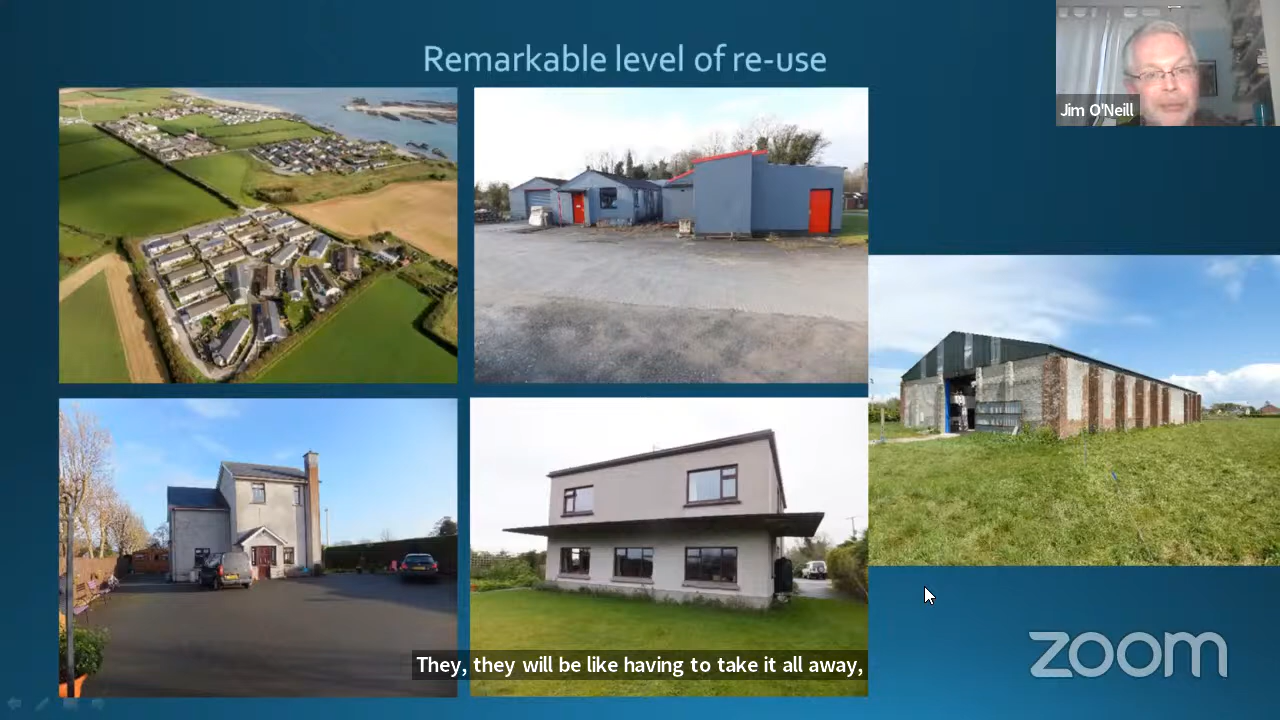 Remarkable level of re-use
Jim O'Neill
They, they will be like having to take it all away,
zoom